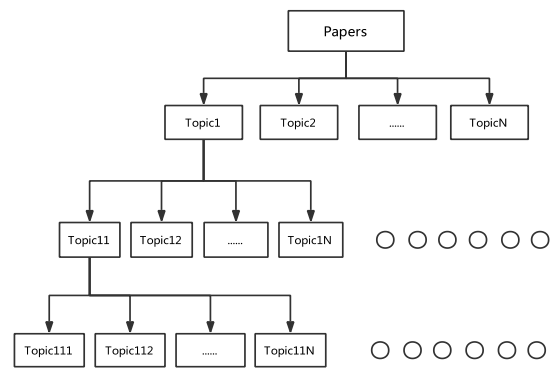 Papers
Topic1 Topic2 ...... TopicN
Topic11 Topic12 ...... Topic1N
Topic111 Topic112 ...... Topic11N